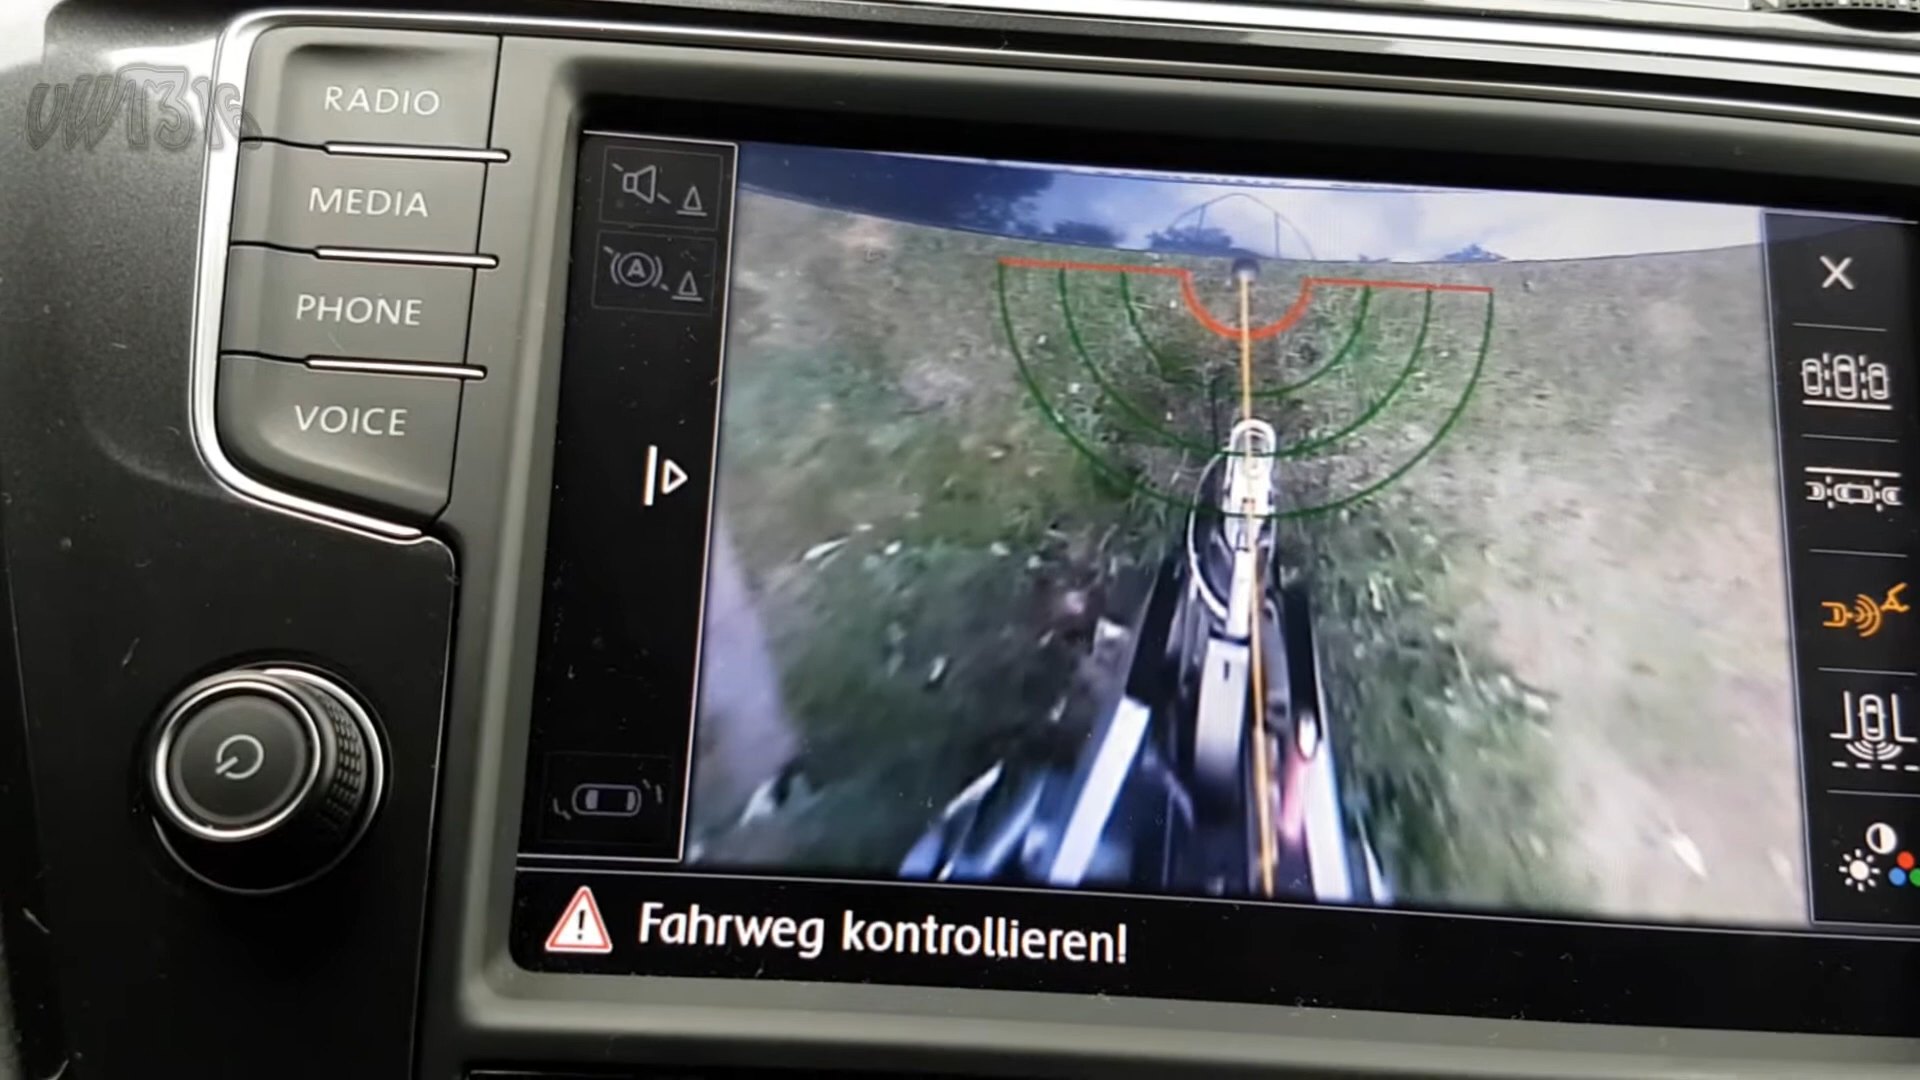 RADIO
MEDIA
PHONE
VOICE
A
Fahrweg kontrollieren!